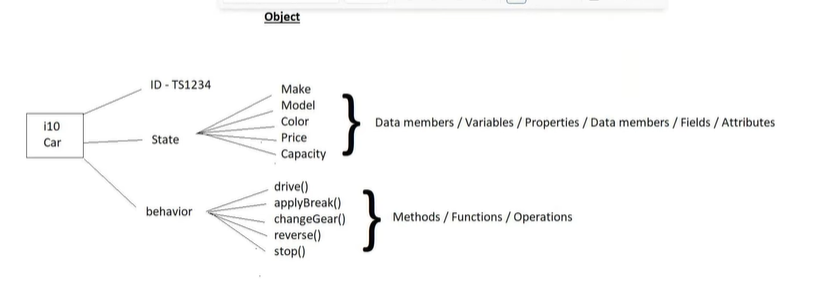 Object
ID - TS1234
i10
Car
State
behavior
Make
Model
Color
Price
Capacity
Data members / Variables / Properties / Data members / Fields / Attributes
drive()
applyBreak()
changeGear()
reverse()
stop()
Methods / Functions / Operations